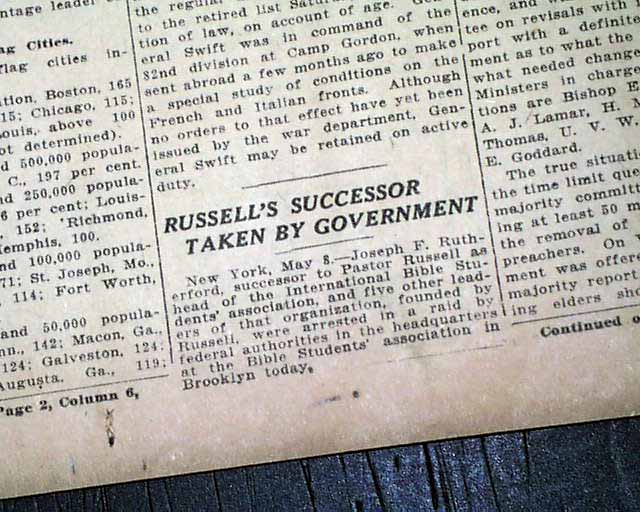 ntage leader
ag Cities.
flag cities in-
tion, Boston, 165
15; Chicago, 115;
ouis, above 100
ot determined).
d 500,000 popula-
C., 197 per cent.
nd 250,000 popula-
6 per cent; Louis-
152; Richmond,
Memphis, 100.
nd 100,000 popula-
71; St. Joseph, Mo.,
114; Fort Worth,
and 50,000 popula-
nn., 142; Macon, Ga.,
124; Galveston, 124;
Augusta, Ga., 119;
Page 2, Column 6,
the regular
to the retired list
tion of law, on account of age. Gen-
eral Swift was in command of the
82nd division at Camp Gordon, when
sent abroad a few months ago to make
a special study of conditions on the
French and Italian fronts. Although
no orders to that effect have yet been
issued by the war department, Gen-
eral Swift may be retained on active
duty.
RUSSELL'S SUCCESSOR
TAKEN BY GOVERNMENT
New York, May 8.—Joseph F. Ruth-
erford, successor to Pastor Russell as
head of the International Bible Stu-
dents' association, and five other lead-
ers of that organization, founded by
Russell, were arrested in a raid by
federal authorities in the headquarters
at the Bible Students' association in
Brooklyn today.
ence, and
tee on revisals with
port with a definite
ment as to what the
what needed change
Ministers in charge
tions are Bishop E
A. J. Lamar, H.
Thomas, U. V. W.
E. Goddard.
The true situati
the time limit que
majority committ
ing at least 50 m
the removal of
preachers. On
ment was offere
majority report
ing elders sho
Continued o